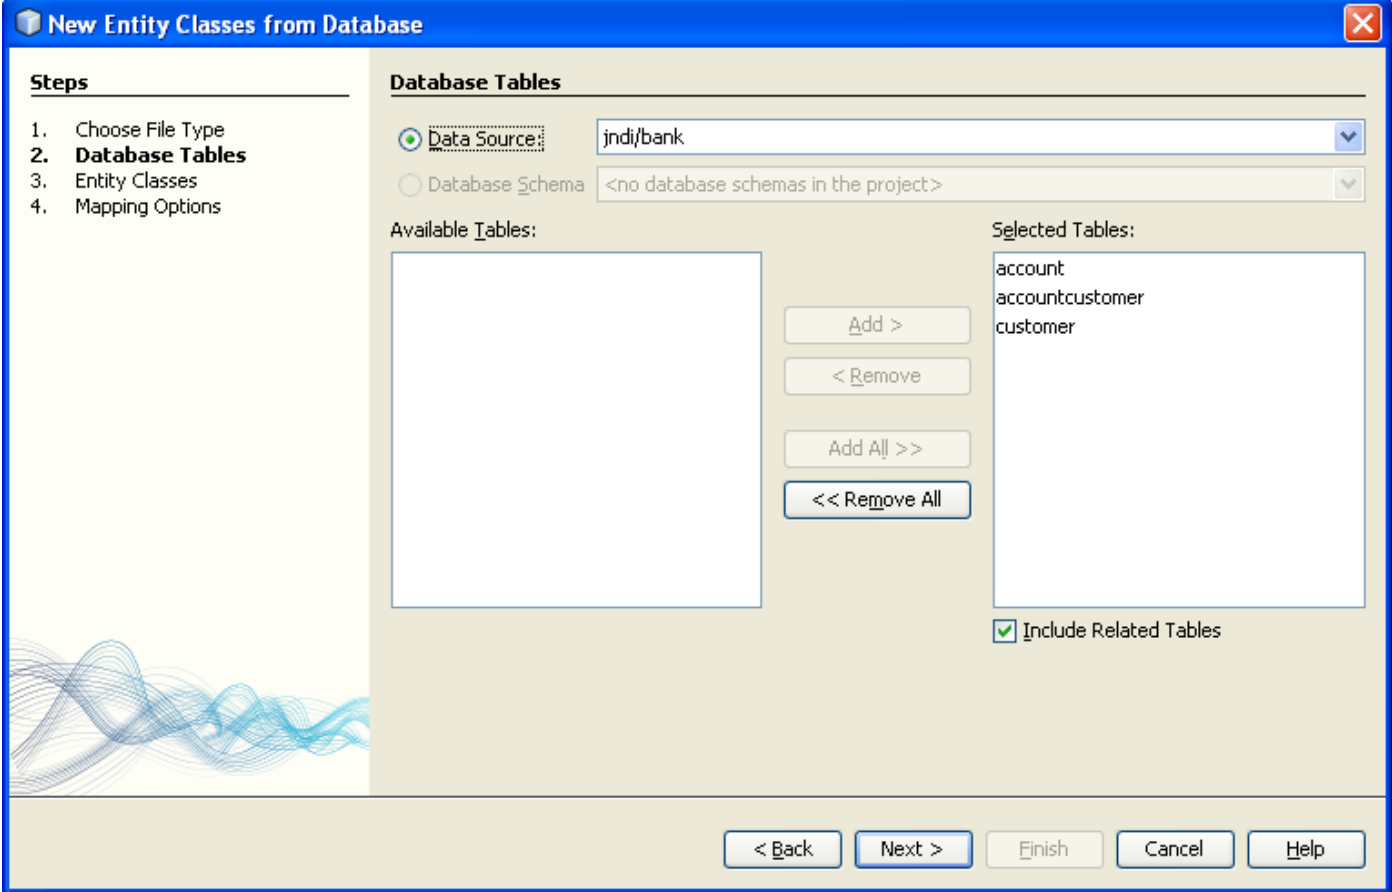 New Entity Classes from Database
Steps
1. Choose File Type
2. Database Tables
3. Entity Classes
4. Mapping Options
Database Tables
Data Source: jndi/bank
Database Schema <no database schemas in the project>
Available Tables:
Selected Tables:
account
accountcustomer
customer
Add >
< Remove
Add All >>
<< Remove All
Include Related Tables
< Back Next > Finish Cancel Help